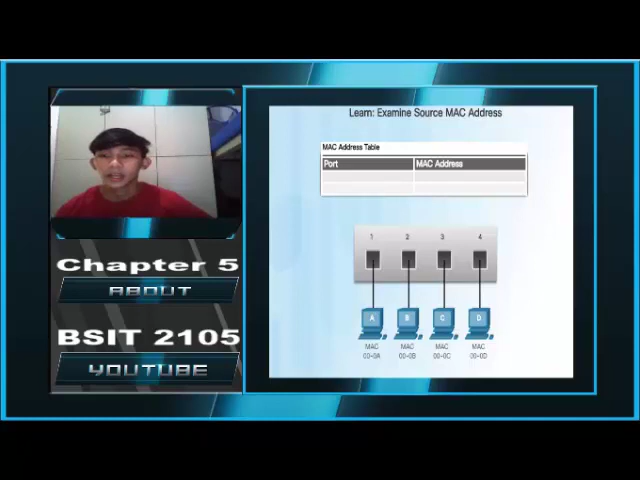 Learn: Examine Source MAC Address
MAC Address Table
Port MAC Address
1 2 3 4
A B C D
MAC MAC MAC MAC
00-0A 00-0B 00-0C 00-0D
Chapter 5
ABOUT
BSIT 2105
YOUTUBE